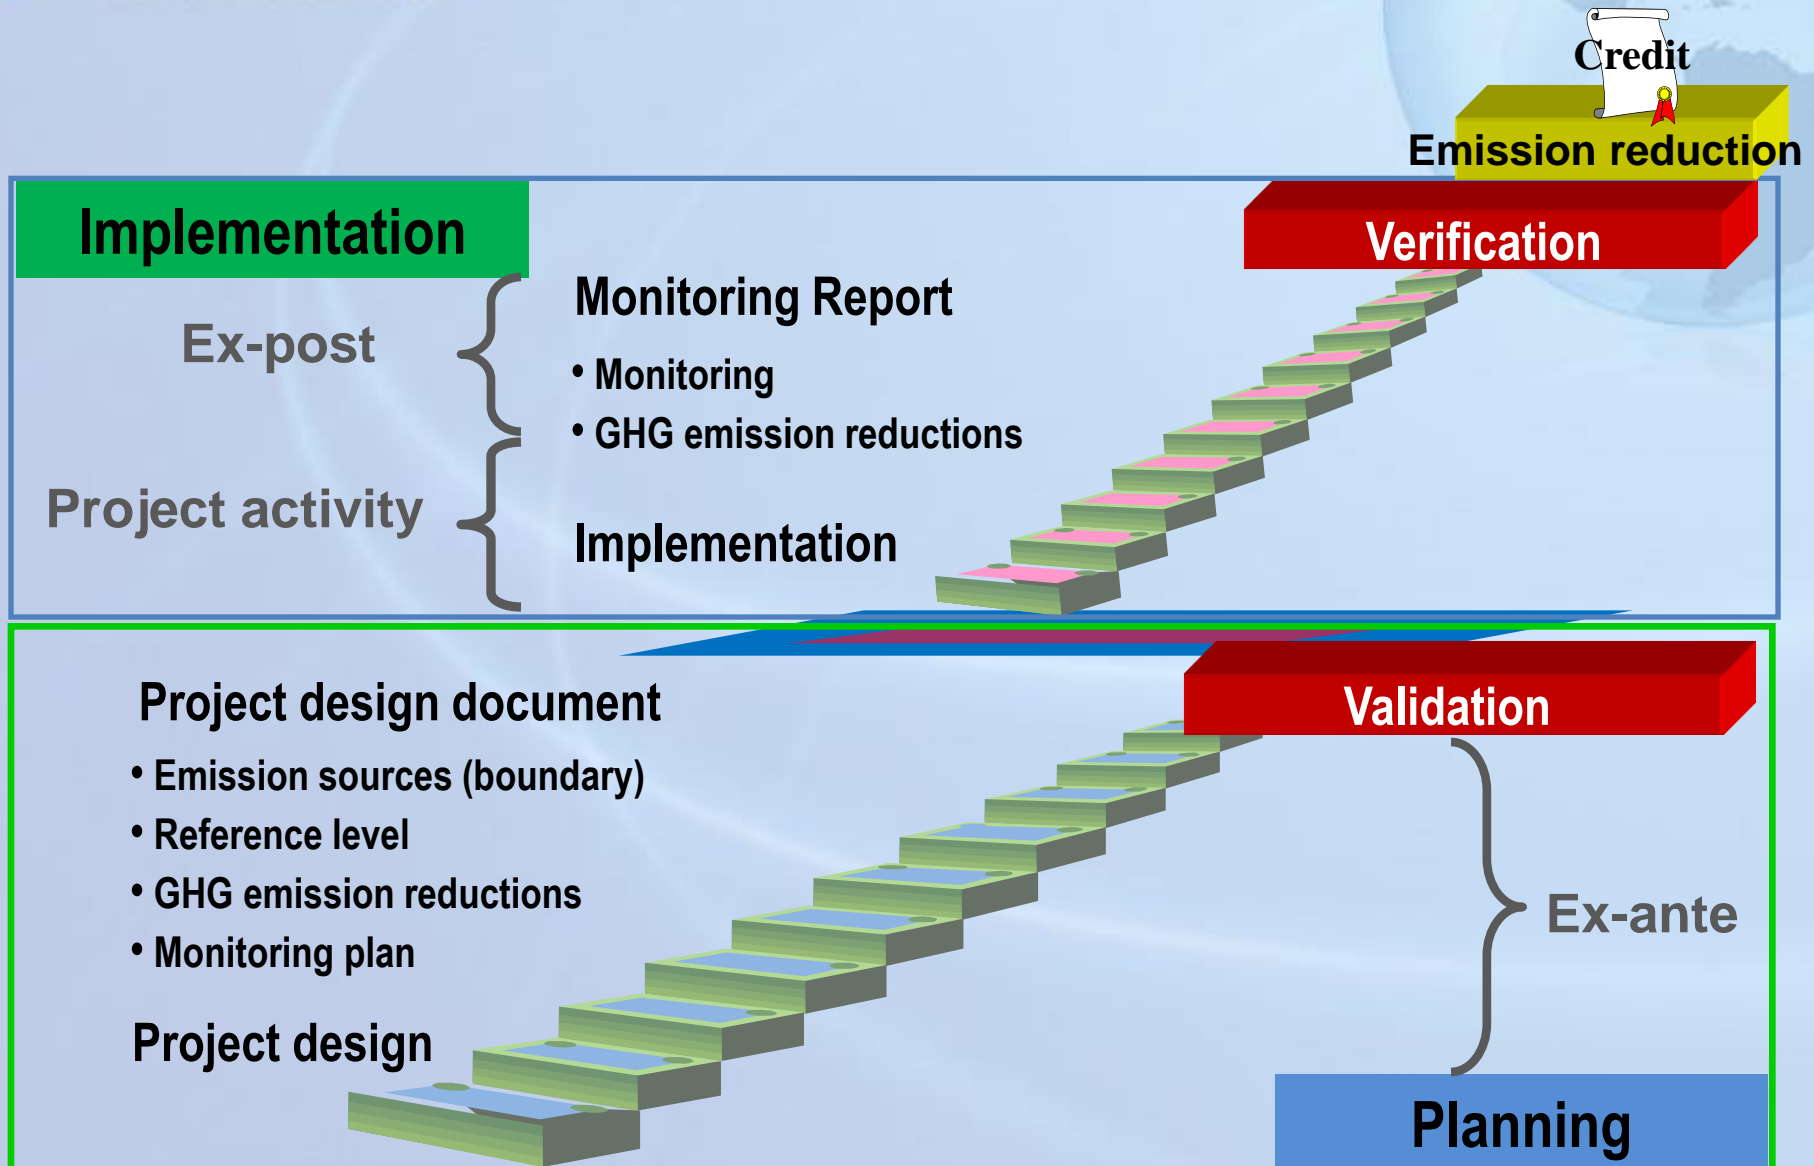 Credit
Emission reduction
Implementation
Verification
Ex-post
Monitoring Report
• Monitoring
• GHG emission reductions
Project activity
Implementation
Project design document
Validation
• Emission sources (boundary)
• Reference level
• GHG emission reductions
• Monitoring plan
Ex-ante
Project design
Planning